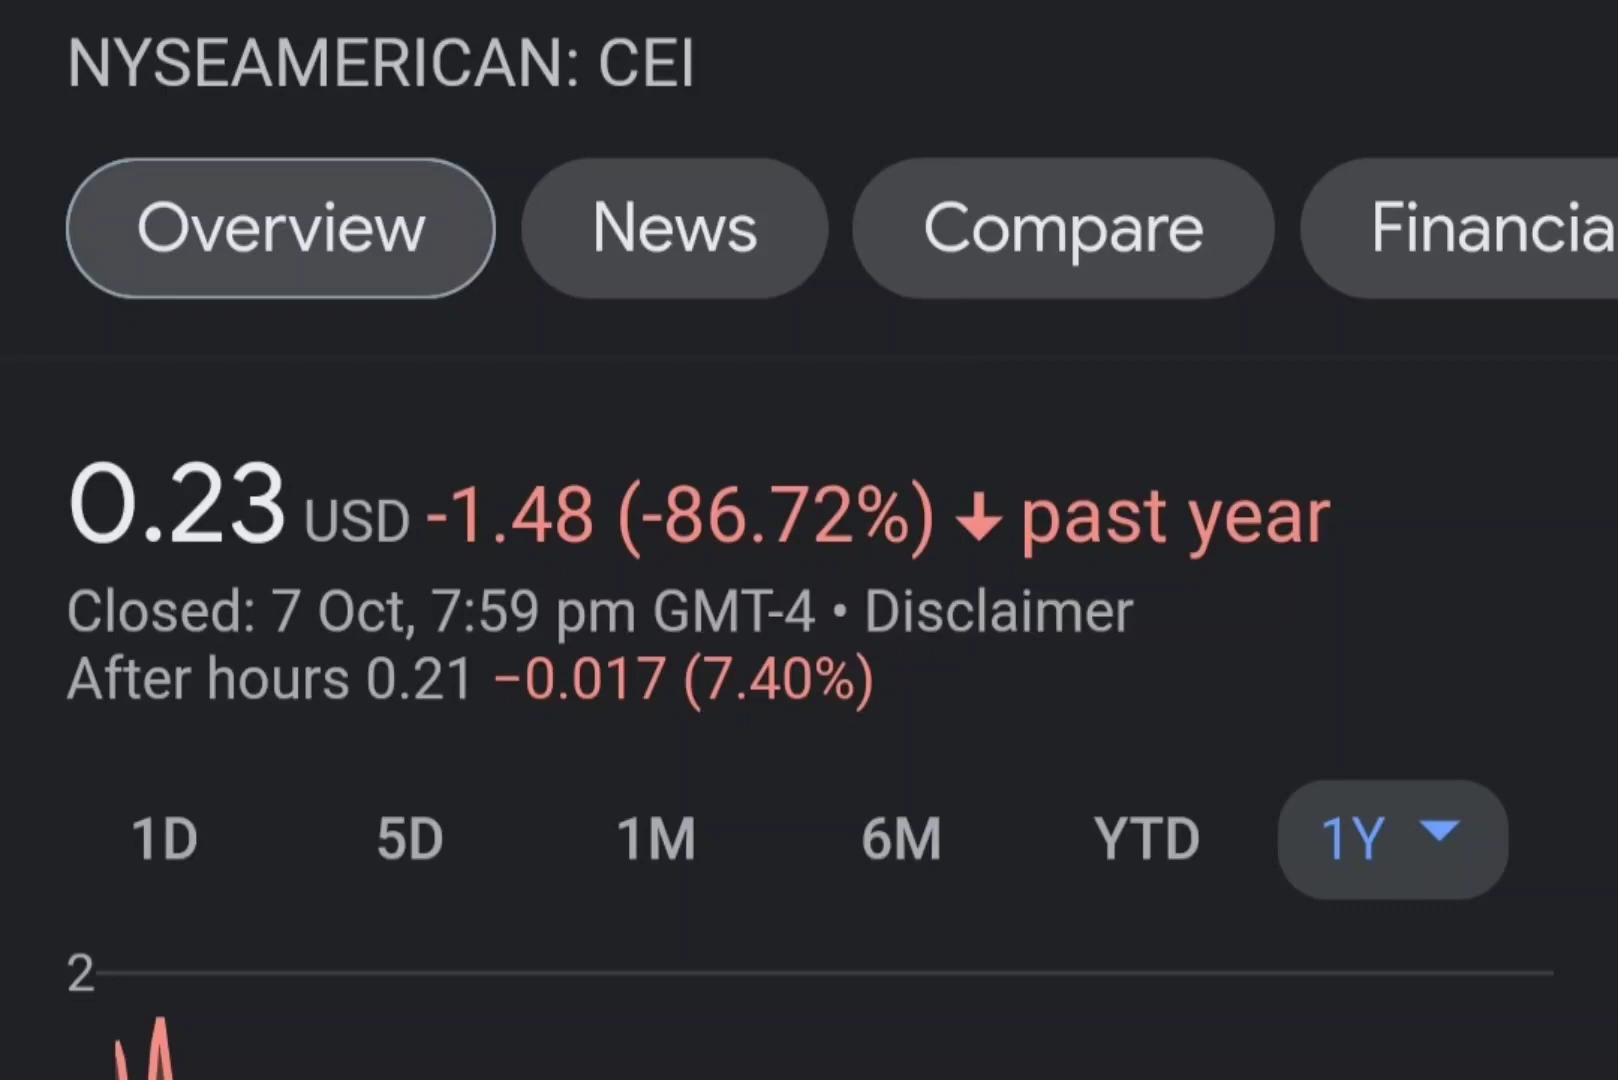 NYSEAMERICAN: CEI
Overview News Compare Financia
0.23 USD -1.48 (-86.72%) ↓ past year
Closed: 7 Oct, 7:59 pm GMT-4 • Disclaimer
After hours 0.21 −0.017 (7.40%)
1D 5D 1M 6M YTD 1Y
2